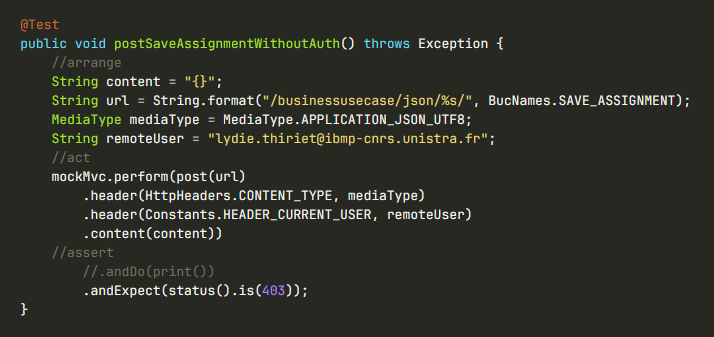 @Test
public void postSaveAssignmentWithoutAuth() throws Exception {
    //arrange
    String content = "{}";
    String url = String.format("/businessusecase/json/%s/", BucNames.SAVE_ASSIGNMENT);
    MediaType mediaType = MediaType.APPLICATION_JSON_UTF8;
    String remoteUser = "lydie.thiriet@ibmp-cnrs.unistra.fr";
    //act
    mockMvc.perform(post(url)
        .header(HttpHeaders.CONTENT_TYPE, mediaType)
        .header(Constants.HEADER_CURRENT_USER, remoteUser)
        .content(content))
    //assert
        //.andDo(print())
        .andExpect(status().is(403));
}